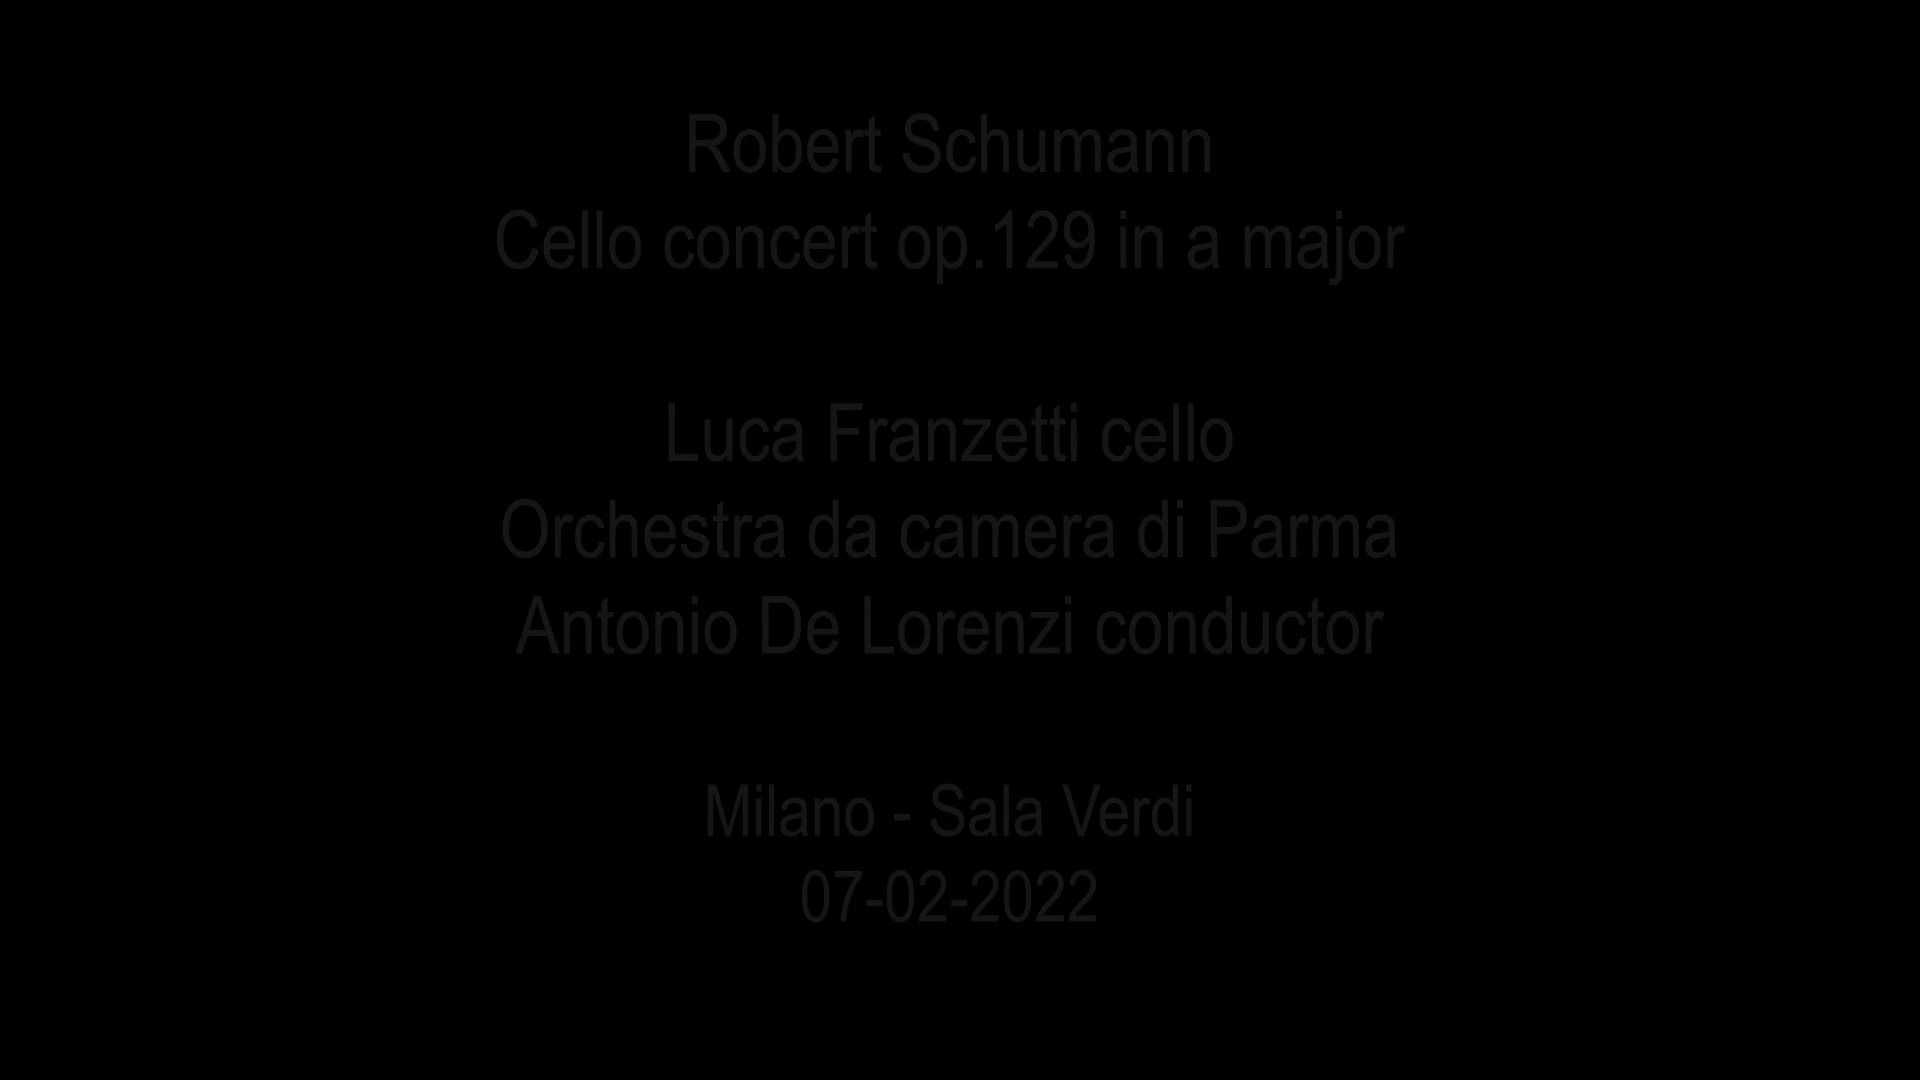 Robert Schumann
Cello concert op.129 in a major
Luca Franzetti cello
Orchestra da camera di Parma
Antonio De Lorenzi conductor
Milano - Sala Verdi
07-02-2022